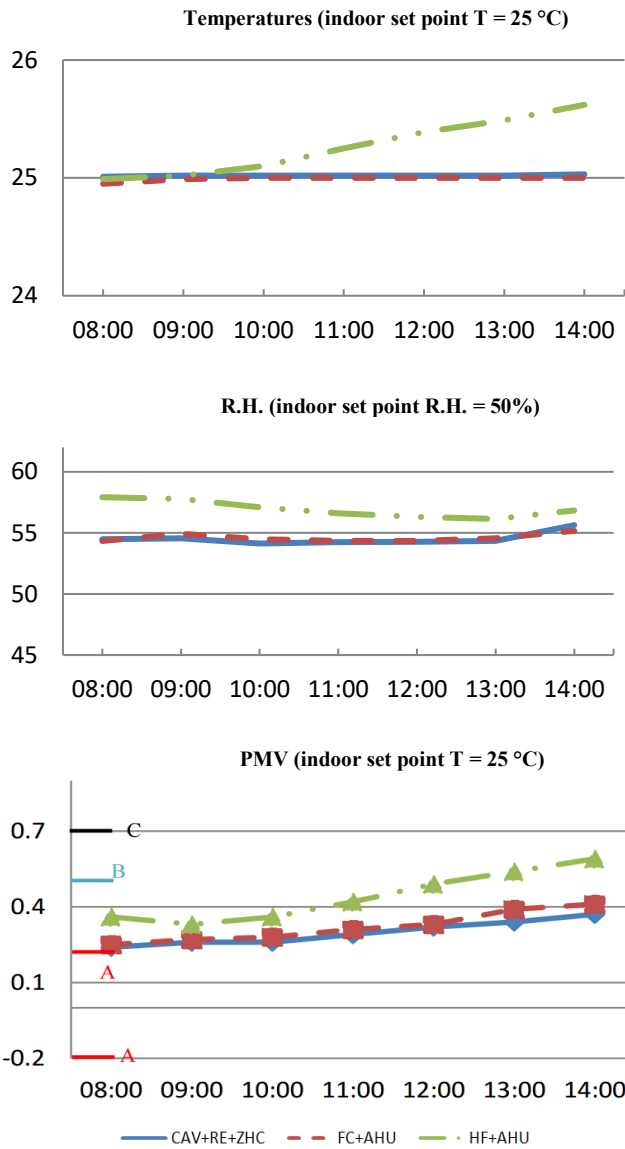 Temperatures (indoor set point T = 25 °C)
26
25
24
08:00 09:00 10:00 11:00 12:00 13:00 14:00
R.H. (indoor set point R.H. = 50%)
60
55
50
45
08:00 09:00 10:00 11:00 12:00 13:00 14:00
PMV (indoor set point T = 25 °C)
0.7
C
B
0.4
A
0.1
-0.2
A
08:00 09:00 10:00 11:00 12:00 13:00 14:00
CAV+RE+ZHC FC+AHU HF+AHU